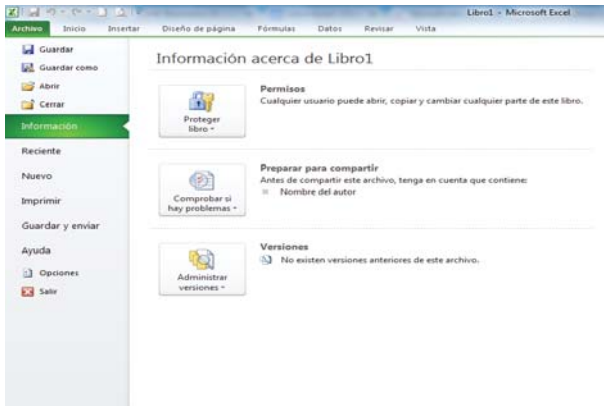 Libro1 - Microsoft Excel
Archivo Inicio Insertar Diseño de página Fórmulas Datos Revisar Vista
Guardar
Guardar como
Abrir
Cerrar
Información
Reciente
Nuevo
Imprimir
Guardar y enviar
Ayuda
Opciones
Salir
Información acerca de Libro1
Proteger
libro
Permisos
Cualquier usuario puede abrir, copiar y cambiar cualquier parte de este libro.
Comprobar si
hay problemas
Preparar para compartir
Antes de compartir este archivo, tenga en cuenta que contiene:
Nombre del autor
Administrar
versiones
Versiones
No existen versiones anteriores de este archivo.